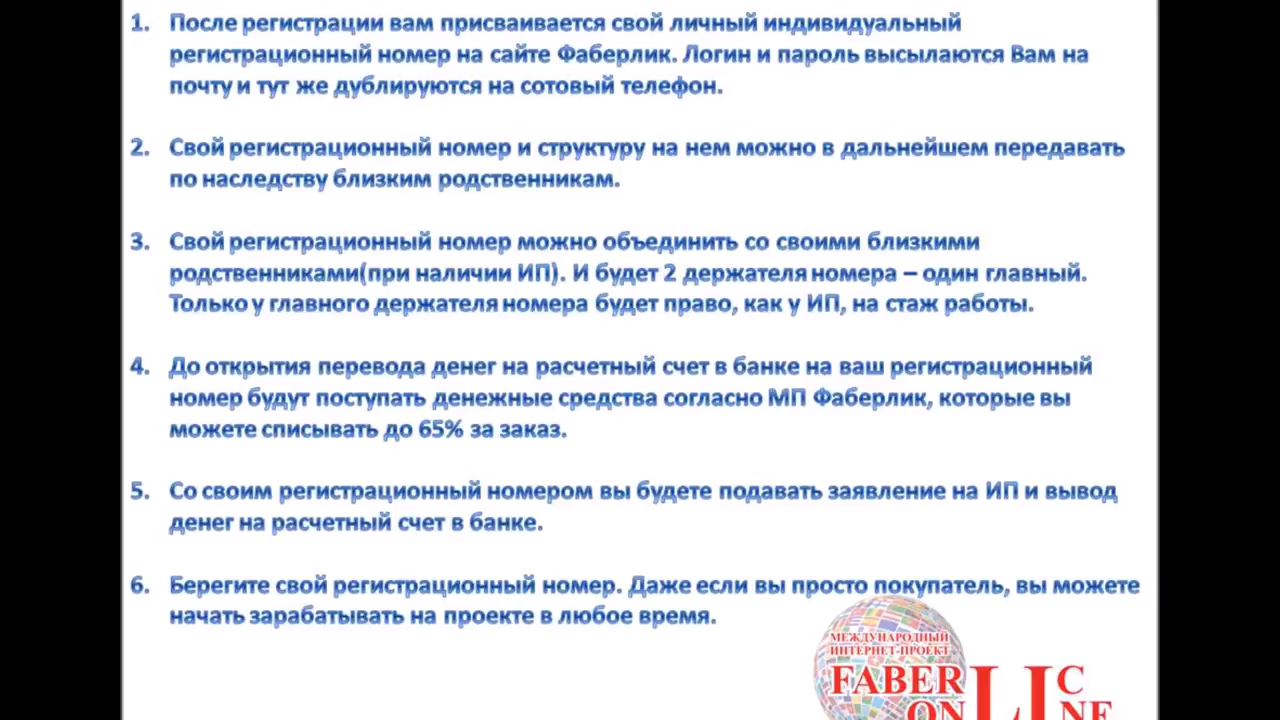 1. После регистрации вам присваивается свой личный индивидуальный
регистрационный номер на сайте Фаберлик. Логин и пароль высылаются Вам на
почту и тут же дублируются на сотовый телефон.
2. Свой регистрационный номер и структуру на нем можно в дальнейшем передавать
по наследству близким родственникам.
3. Свой регистрационный номер можно объединить со своими близкими
родственниками(при наличии ИП). И будет 2 держателя номера – один главный.
Только у главного держателя номера будет право, как у ИП, на стаж работы.
4. До открытия перевода денег на расчетный счет в банке на ваш регистрационный
номер будут поступать денежные средства согласно МП Фаберлик, которые вы
можете списывать до 65% за заказ.
5. Со своим регистрационный номером вы будете подавать заявление на ИП и вывод
денег на расчетный счет в банке.
6. Берегите свой регистрационный номер. Даже если вы просто покупатель, вы можете
начать зарабатывать на проекте в любое время.
МЕЖДУНАРОДНЫЙ
ИНТЕРНЕТ-ПРОЕКТ
FABERLIC
ONLINE